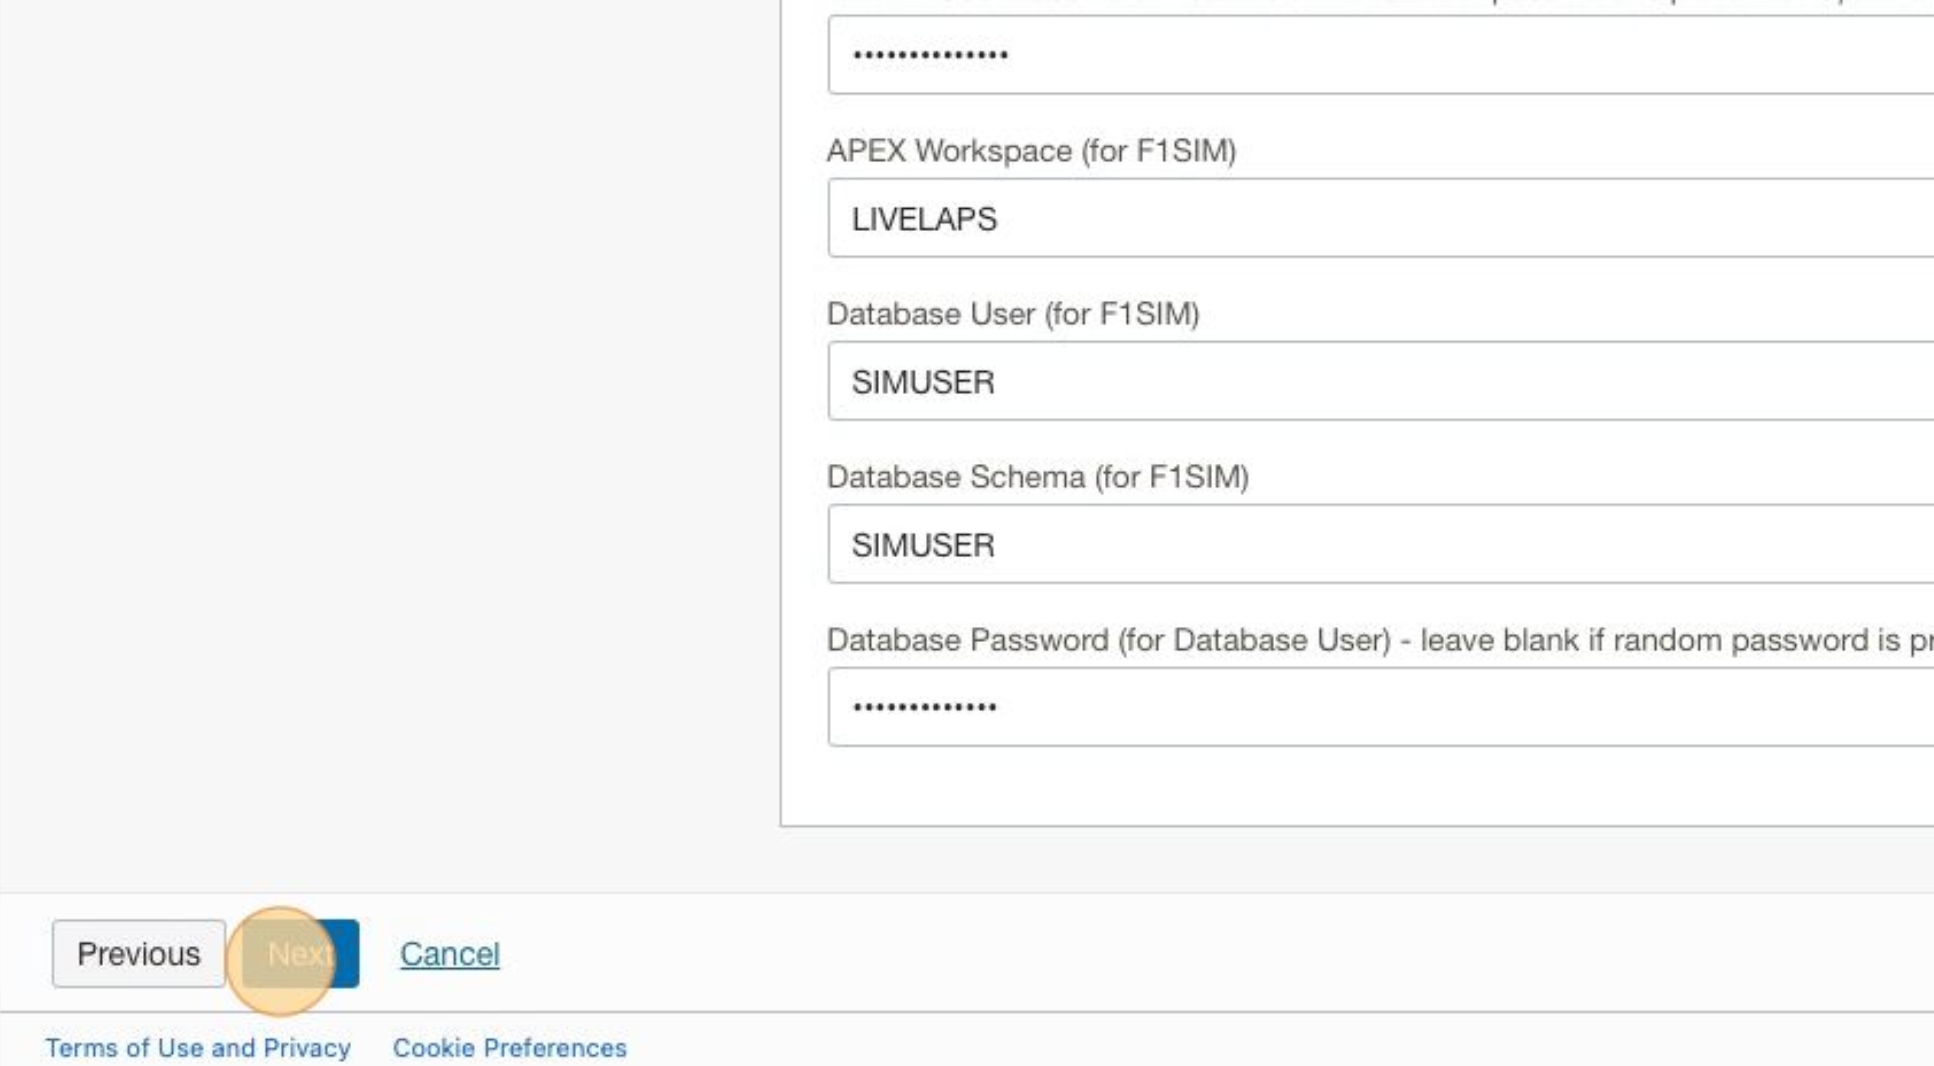 ••••••••••••••
APEX Workspace (for F1SIM)
LIVELAPS
Database User (for F1SIM)
SIMUSER
Database Schema (for F1SIM)
SIMUSER
Database Password (for Database User) - leave blank if random password is
•••••••••••••
Previous Next Cancel
Terms of Use and Privacy Cookie Preferences